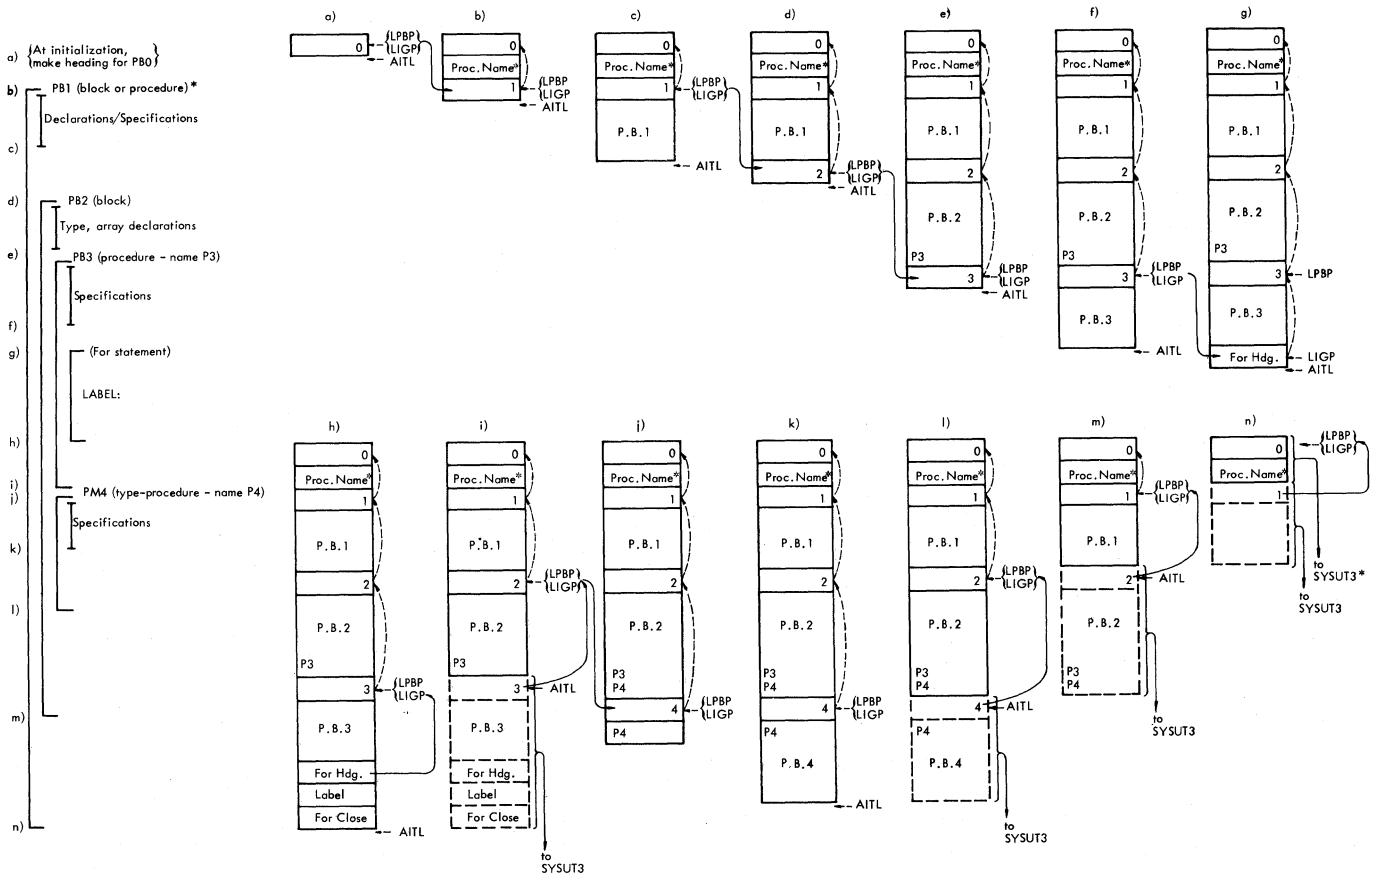 a)
b)
c)
d)
e)
f)
g)
a) {At initialization,
make heading for PB0}
b) PB1 (block or procedure) *
Declarations/Specifications
c)
d) PB2 (block)
Type, array declarations
e) PB3 (procedure - name P3)
Specifications
f)
g) (For statement)
LABEL:
h)
i)
j) PM4 (type-procedure - name P4)
Specifications
k)
l)
m)
n)
0
{LPBP}
{LIGP}
AITL
0
Proc. Name*
1
LPBP
LIGP
AITL
0
Proc. Name*
1
{LPBP}
{LIGP}
P.B.1
AITL
0
Proc. Name*
1
P.B.1
2
{LPBP}
{LIGP}
AITL
0
Proc. Name*
1
P.B.1
2
P.B.2
P3
3
{LPBP
LIGP
AITL
0
Proc. Name*
1
P.B.1
2
P.B.2
P3
3
{LPBP
LIGP}
P.B.3
AITL
0
Proc. Name*
1
P.B.1
2
P.B.2
P3
3
LPBP
P.B.3
For Hdg.
LIGP
AITL
h)
i)
j)
k)
l)
m)
n)
0
Proc. Name*
1
P.B.1
2
P.B.2
P3
3
{LPBP
LIGP
P.B.3
For Hdg.
Label
For Close
AITL
0
Proc. Name*
1
P.B.1
2
{LPBP}
{LIGP}
P.B.2
P3
3
AITL
P.B.3
For Hdg.
Label
For Close
to
SYSUT3
0
Proc. Name*
1
P.B.1
2
P.B.2
P3
P4
4
{LPBP
LIGP
P4
0
Proc. Name*
1
P.B.1
2
P.B.2
P3
P4
4
{LPBP
LIGP
P4
P.B.4
AITL
0
Proc. Name*
1
P.B.1
2
{LPBP}
{LIGP}
P.B.2
P3
P4
4
AITL
P4
P.B.4
to
SYSUT3
0
Proc. Name*
1
{LPBP}
{LIGP}
P.B.1
2
AITL
P.B.2
P3
P4
to
SYSUT3
0
{LPBP}
{LIGP}
Proc. Name*
1
to
SYSUT3*
to
SYSUT3